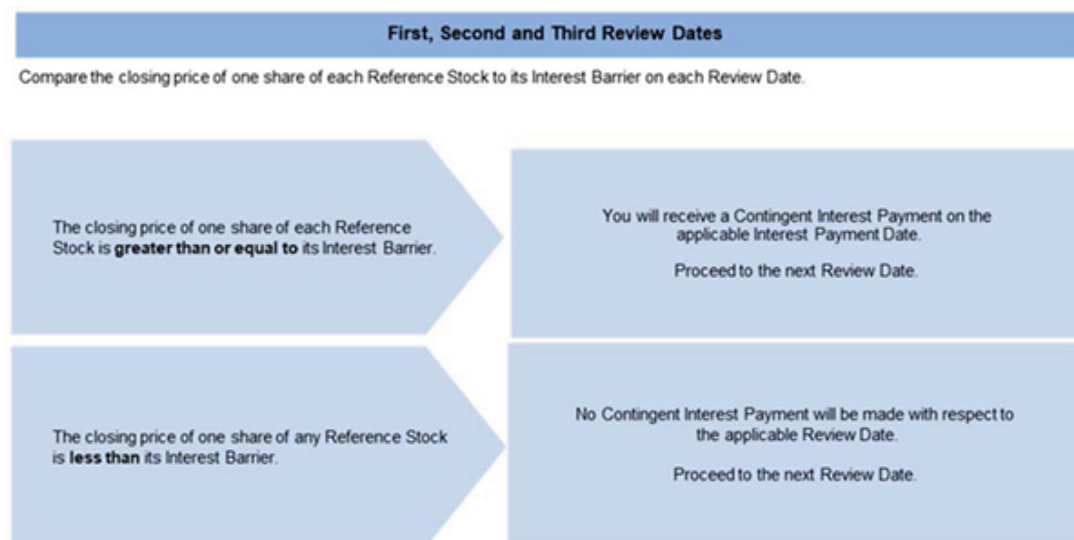 First, Second and Third Review Dates
Compare the closing price of one share of each Reference Stock to its Interest Barrier on each Review Date.
The closing price of one share of each Reference
Stock is greater than or equal to its Interest Barrier.
You will receive a Contingent Interest Payment on the
applicable Interest Payment Date.
Proceed to the next Review Date.
The closing price of one share of any Reference Stock
is less than its Interest Barrier.
No Contingent Interest Payment will be made with respect to
the applicable Review Date.
Proceed to the next Review Date.